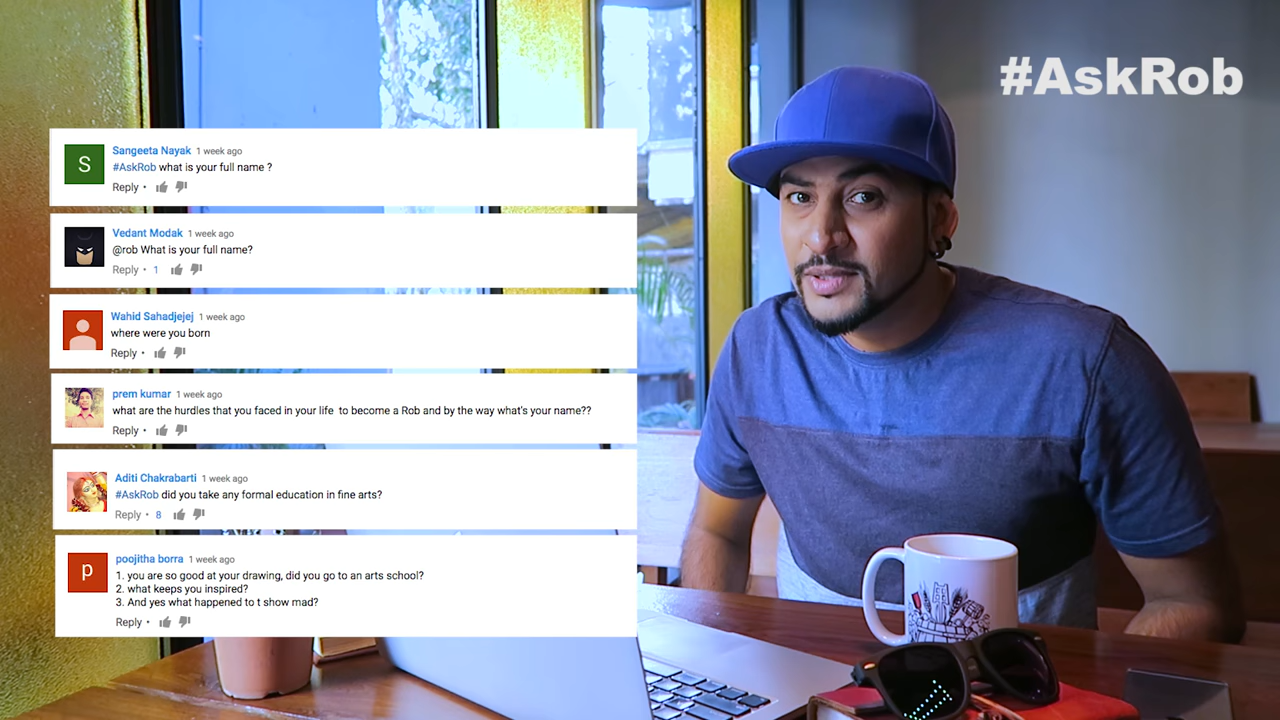 #AskRob
Sangeeta Nayak 1 week ago
#AskRob what is your full name ?
Reply •
Vedant Modak 1 week ago
@rob What is your full name?
Reply • 1
Wahid Sahadjejej 1 week ago
where were you born
Reply •
prem kumar 1 week ago
what are the hurdles that you faced in your life to become a Rob and by the way what's your name??
Reply •
Aditi Chakrabarti 1 week ago
#AskRob did you take any formal education in fine arts?
Reply • 8
poojitha borra 1 week ago
1. you are so good at your drawing, did you go to an arts school?
2. what keeps you inspired?
3. And yes what happened to t show mad?
Reply •
S
p